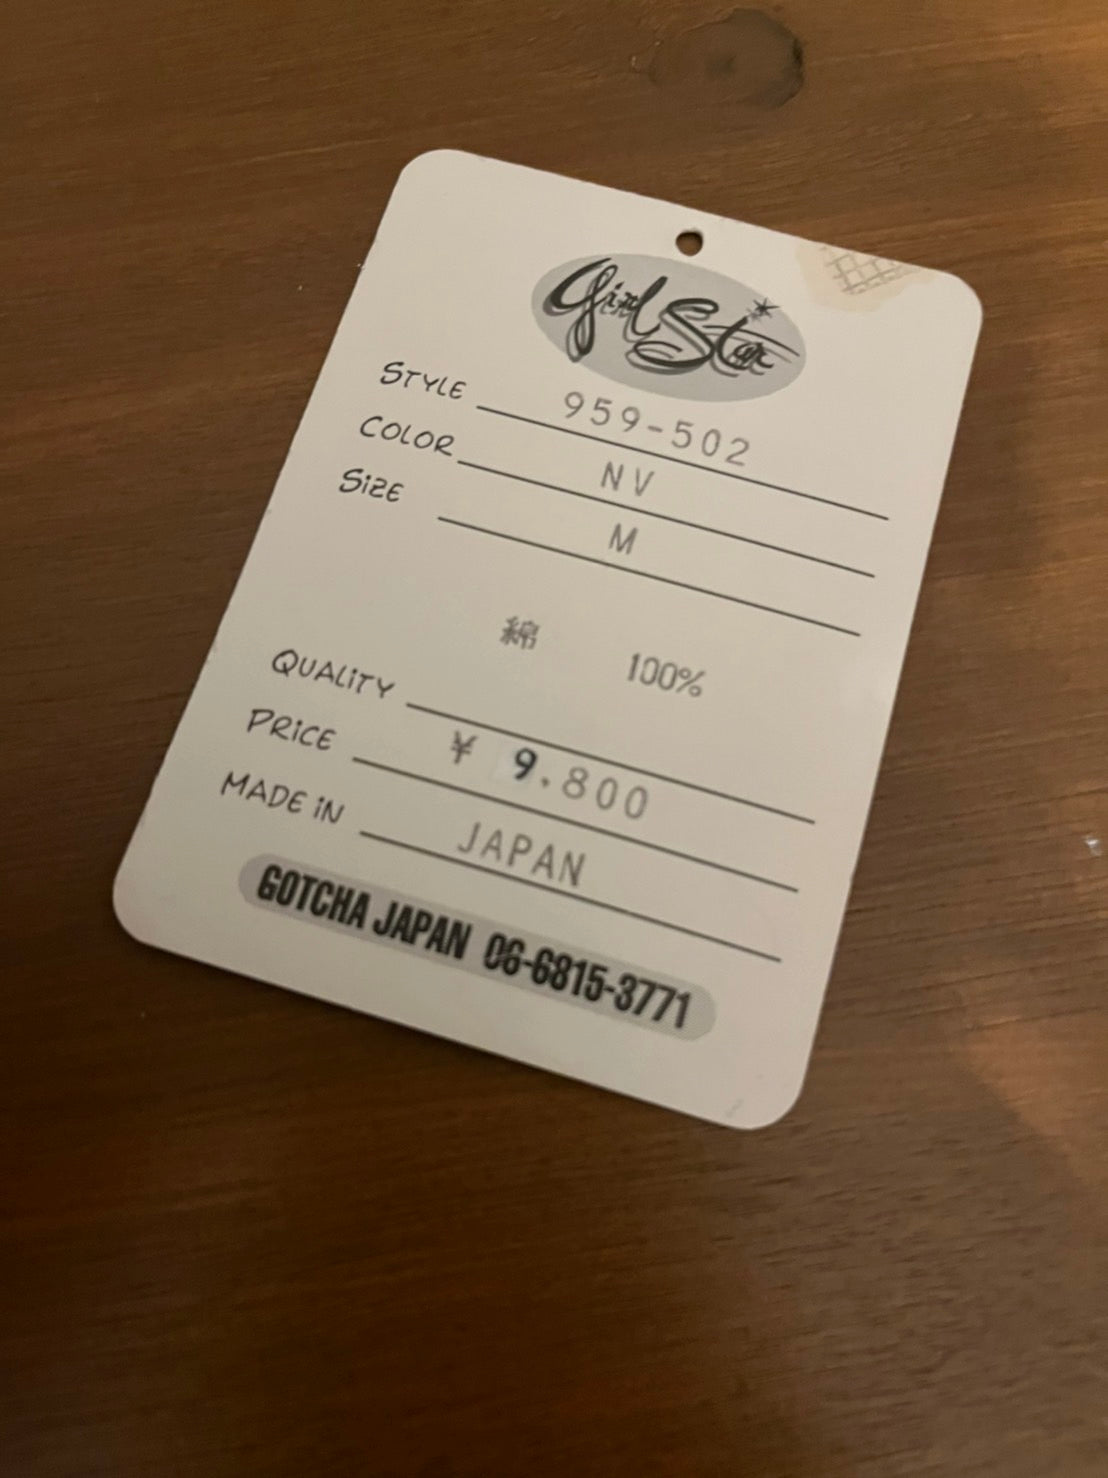 Girl Star
STYLE 959-502
COLOR NV
SiZE M
綿 100%
QUALiTY
PRiCE ¥ 9.800
MADE iN JAPAN
GOTCHA JAPAN 06-6815-3771